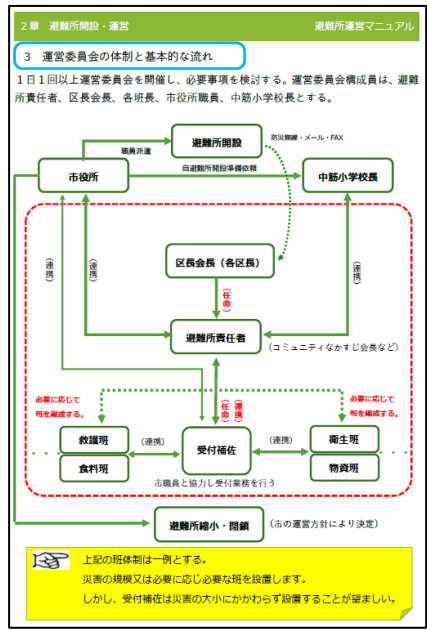 2章 避難所開設・運営
避難所運営マニュアル
3 運営委員会の体制と基本的な流れ
1日1回以上運営委員会を開催し、必要事項を検討する。運営委員会構成員は、避難
所責任者、区長会長、各班長、市役所職員、中筋小学校長とする。
避難所開設
防災無線・メール・FAX
職員派遣
市役所
自避難所開設準備依頼
中筋小学校長
区長会長（各区長）
（連携）
（連携）
（連携）
（任命）
避難所責任者
（コミュニティなかすじ会長など）
必要に応じて
班を編成する。
（任命）
（連携）
必要に応じて
班を編成する。
救護班
（連携）
受付補佐
（連携）
衛生班
食料班
物資班
市職員と協力し受付業務を行う
避難所縮小・閉鎖
（市の運営方針により決定）
上記の班体制は一例とする。
災害の規模又は必要に応じ必要な班を設置します。
しかし、受付補佐は災害の大小にかかわらず設置することが望ましい。